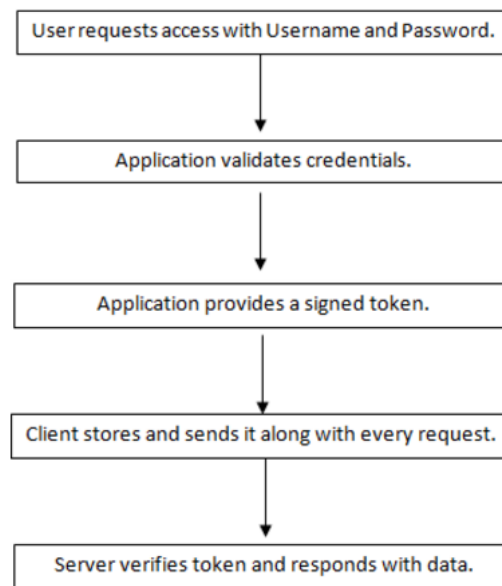 User requests access with Username and Password.
Application validates credentials.
Application provides a signed token.
Client stores and sends it along with every request.
Server verifies token and responds with data.